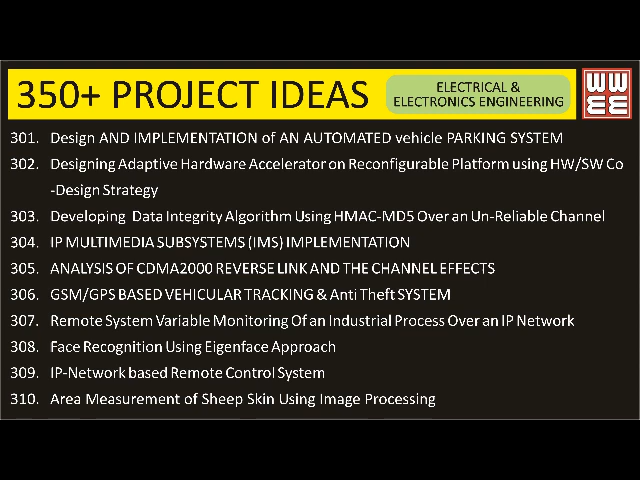 350+ PROJECT IDEAS
ELECTRICAL &
ELECTRONICS ENGINEERING
WW
EE
301. Design AND IMPLEMENTATION of AN AUTOMATED vehicle PARKING SYSTEM
302. Designing Adaptive Hardware Accelerator on Reconfigurable Platform using HW/SW Co
-Design Strategy
303. Developing Data Integrity Algorithm Using HMAC-MD5 Over an Un-Reliable Channel
304. IP MULTIMEDIA SUBSYSTEMS (IMS) IMPLEMENTATION
305. ANALYSIS OF CDMA2000 REVERSE LINK AND THE CHANNEL EFFECTS
306. GSM/GPS BASED VEHICULAR TRACKING & Anti Theft SYSTEM
307. Remote System Variable Monitoring Of an Industrial Process Over an IP Network
308. Face Recognition Using Eigenface Approach
309. IP-Network based Remote Control System
310. Area Measurement of Sheep Skin Using Image Processing